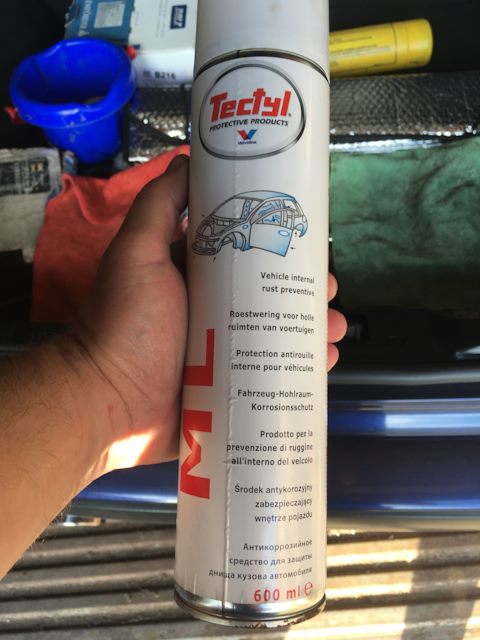 B216
Tectyl®
PROTECTIVE PRODUCTS
Valvoline
ML
Vehicle internal
rust preventive
Roestwering voor holle
ruimten van voertuigen
Protection antirouille
interne pour véhicules
Fahrzeug-Hohlraum-
Korrosionsschutz
Prodotto per la
prevenzione di ruggine
all'interno del veicolo
Środek antykorozyjny
zabezpieczający
wnętrze pojazdu
Антикоррозийное
средство для защиты
днища кузова автомобиля
600 ml ℮